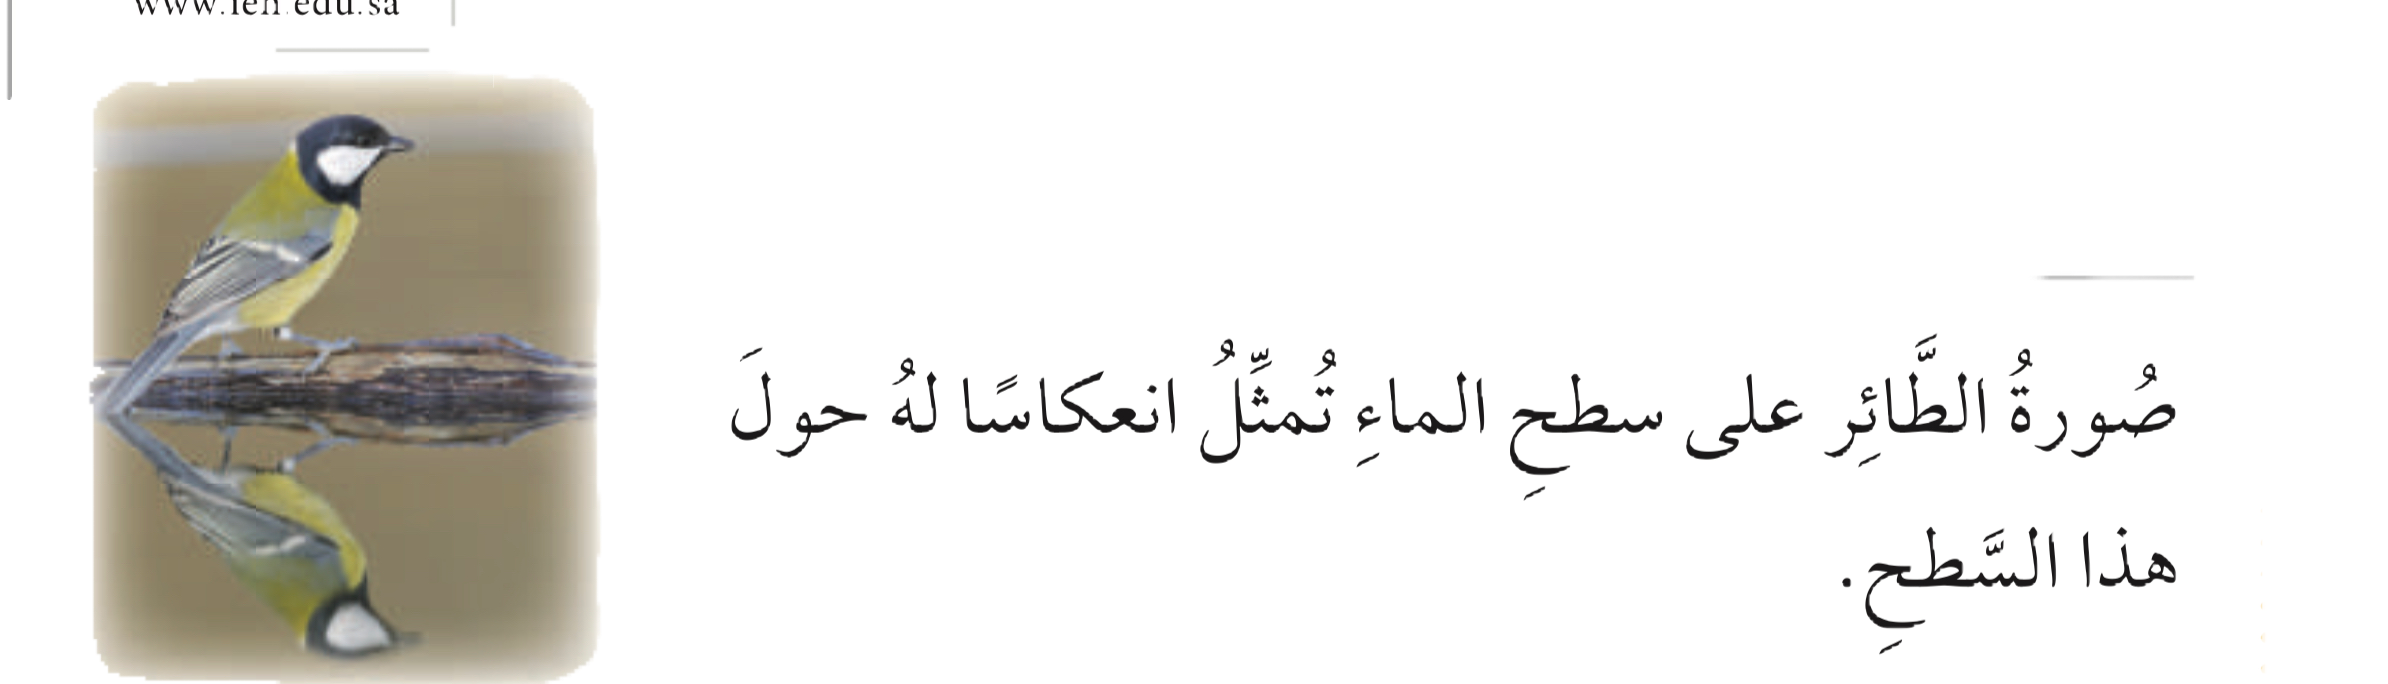 www.ien.edu.sa
صُورةُ الطَّائِرِ على سطحِ الماءِ تُمثِّلُ انعكاسًا لهُ حولَ
هذا السَّطحِ.